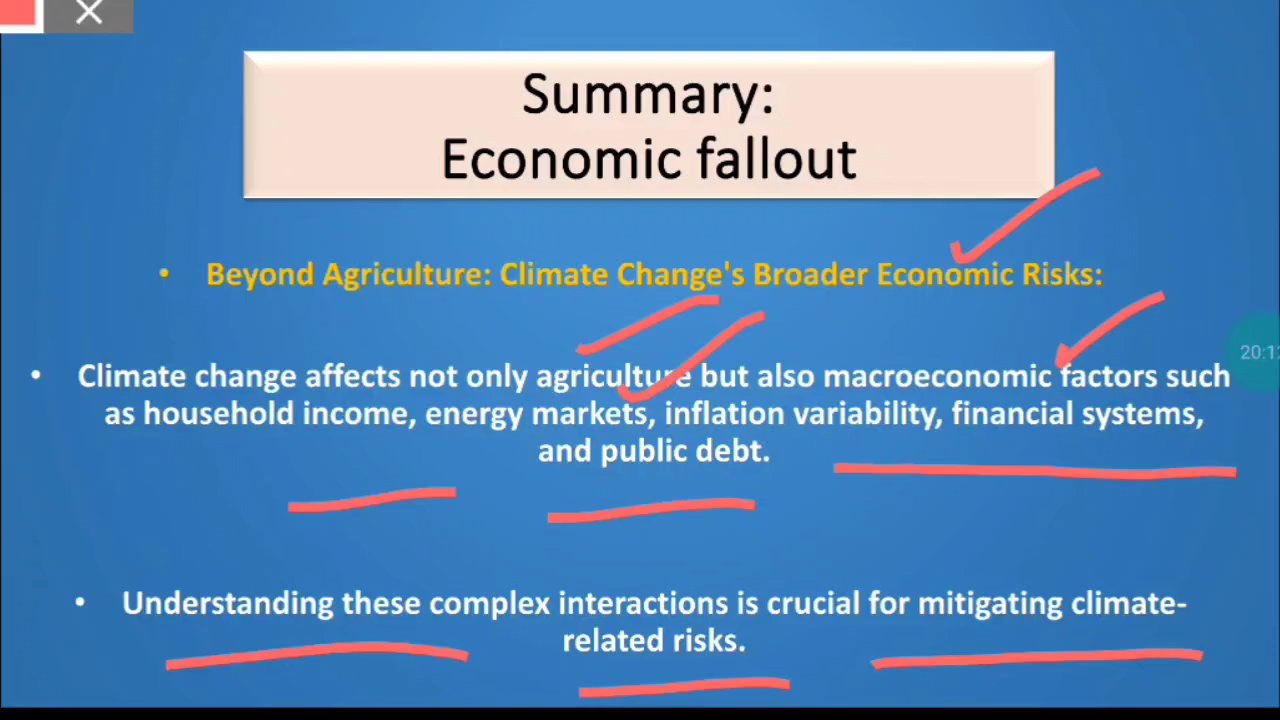 Summary:
Economic fallout
• Beyond Agriculture: Climate Change's Broader Economic Risks:
• Climate change affects not only agriculture but also macroeconomic factors such
as household income, energy markets, inflation variability, financial systems,
and public debt.
• Understanding these complex interactions is crucial for mitigating climate-
related risks.